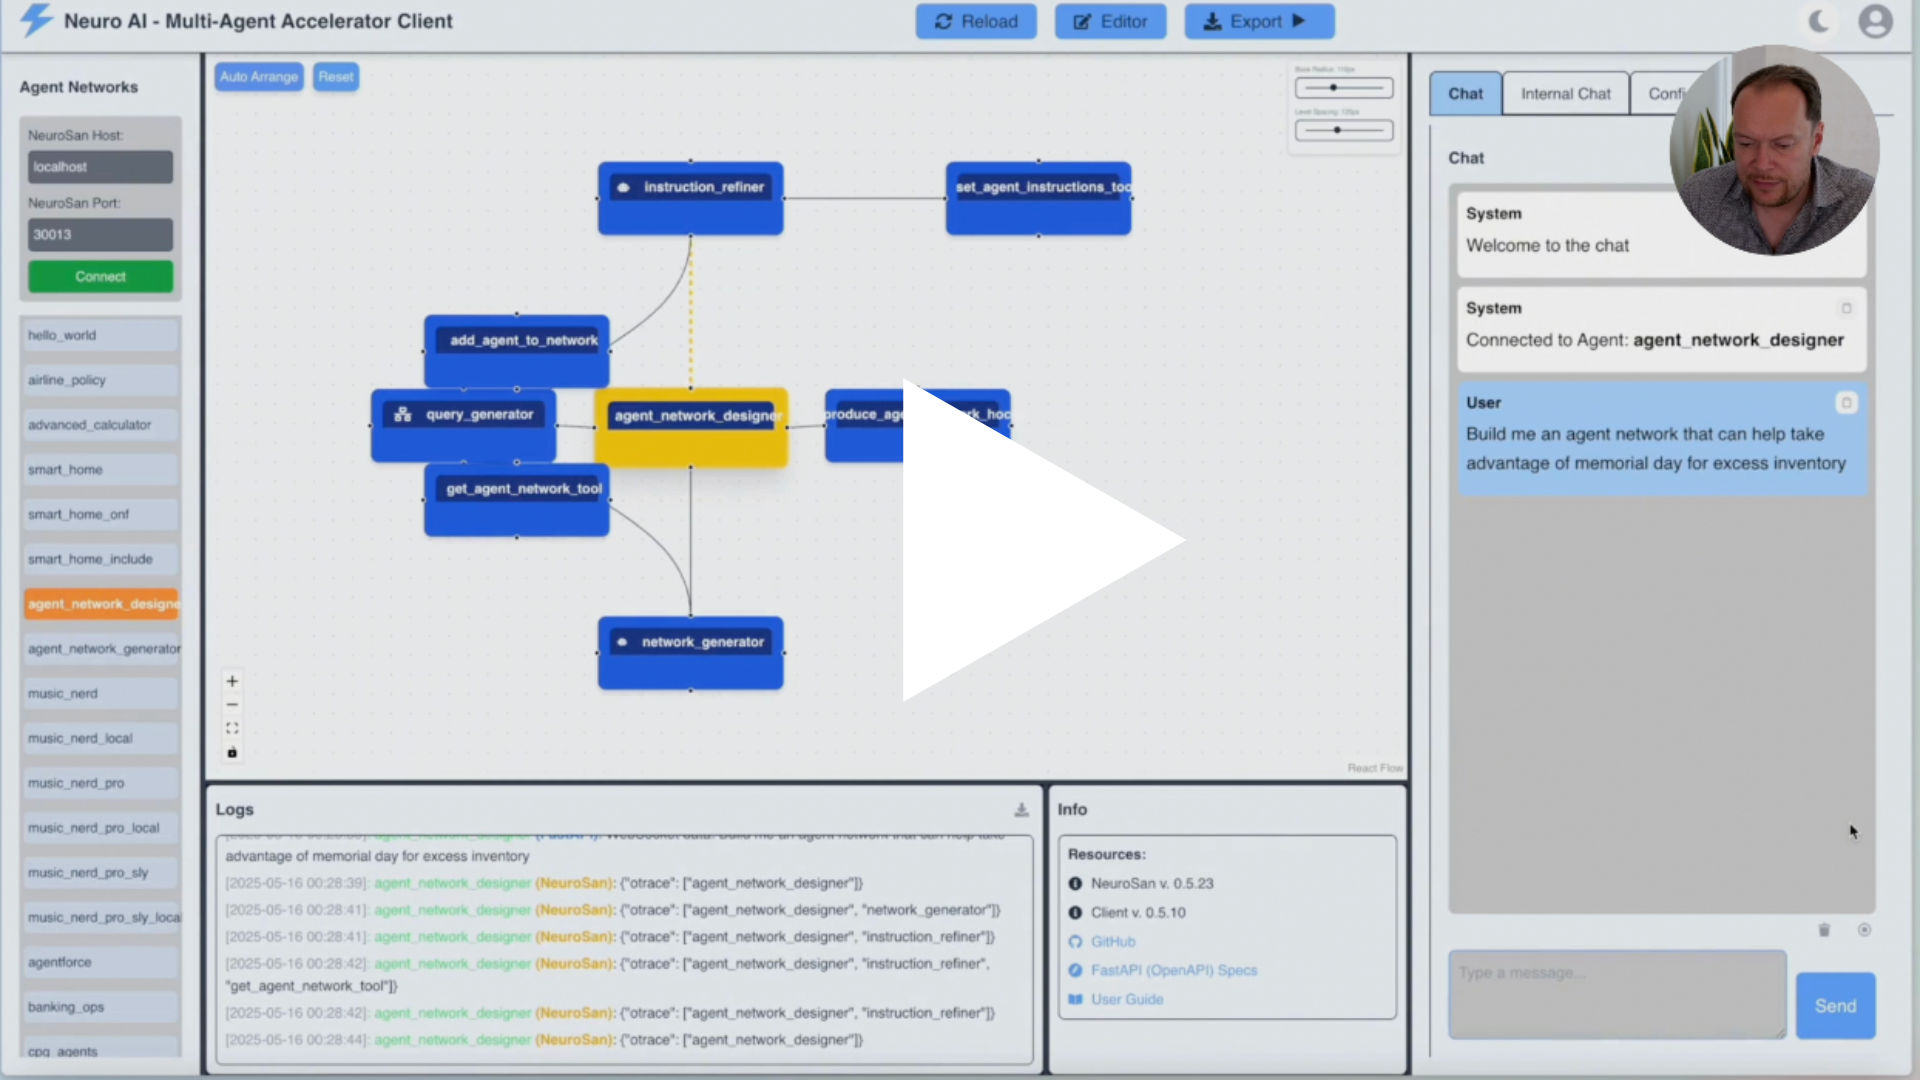 Neuro AI - Multi-Agent Accelerator Client
Reload
Editor
Export
Agent Networks
NeuroSan Host:
localhost
NeuroSan Port:
30013
Connect
hello_world
airline_policy
advanced_calculator
smart_home
smart_home_onf
smart_home_include
agent_network_designe
agent_network_generator
music_nerd
music_nerd_local
music_nerd_pro
music_nerd_pro_local
music_nerd_pro_sly
music_nerd_pro_sly_loca
agentforce
banking_ops
cpg_agents
Auto Arrange
Reset
Base Radius: 110px
instruction_refiner
set_agent_instructions_too
add_agent_to_network
query_generator
agent_network_designer
get_agent_network_tool
network_generator
React Flow
Logs
advantage of memorial day for excess inventory
[2025-05-16 00:28:39]: agent_network_designer (NeuroSan): {"otrace": ["agent_network_designer"]}
[2025-05-16 00:28:41]: agent_network_designer (NeuroSan): {"otrace": ["agent_network_designer", "network_generator"]}
[2025-05-16 00:28:41]: agent_network_designer (NeuroSan): {"otrace": ["agent_network_designer", "instruction_refiner"]}
[2025-05-16 00:28:42]: agent_network_designer (NeuroSan): {"otrace": ["agent_network_designer", "instruction_refiner",
"get_agent_network_tool"]}
[2025-05-16 00:28:42]: agent_network_designer (NeuroSan): {"otrace": ["agent_network_designer", "instruction_refiner"]}
[2025-05-16 00:28:44]: agent_network_designer (NeuroSan): {"otrace": ["agent_network_designer"]}
Info
Resources:
NeuroSan v. 0.5.23
Client v. 0.5.10
GitHub
FastAPI (OpenAPI) Specs
User Guide
Chat
Internal Chat
Chat
System
Welcome to the chat
System
Connected to Agent: agent_network_designer
User
Build me an agent network that can help take
advantage of memorial day for excess inventory
Type a message...
Send